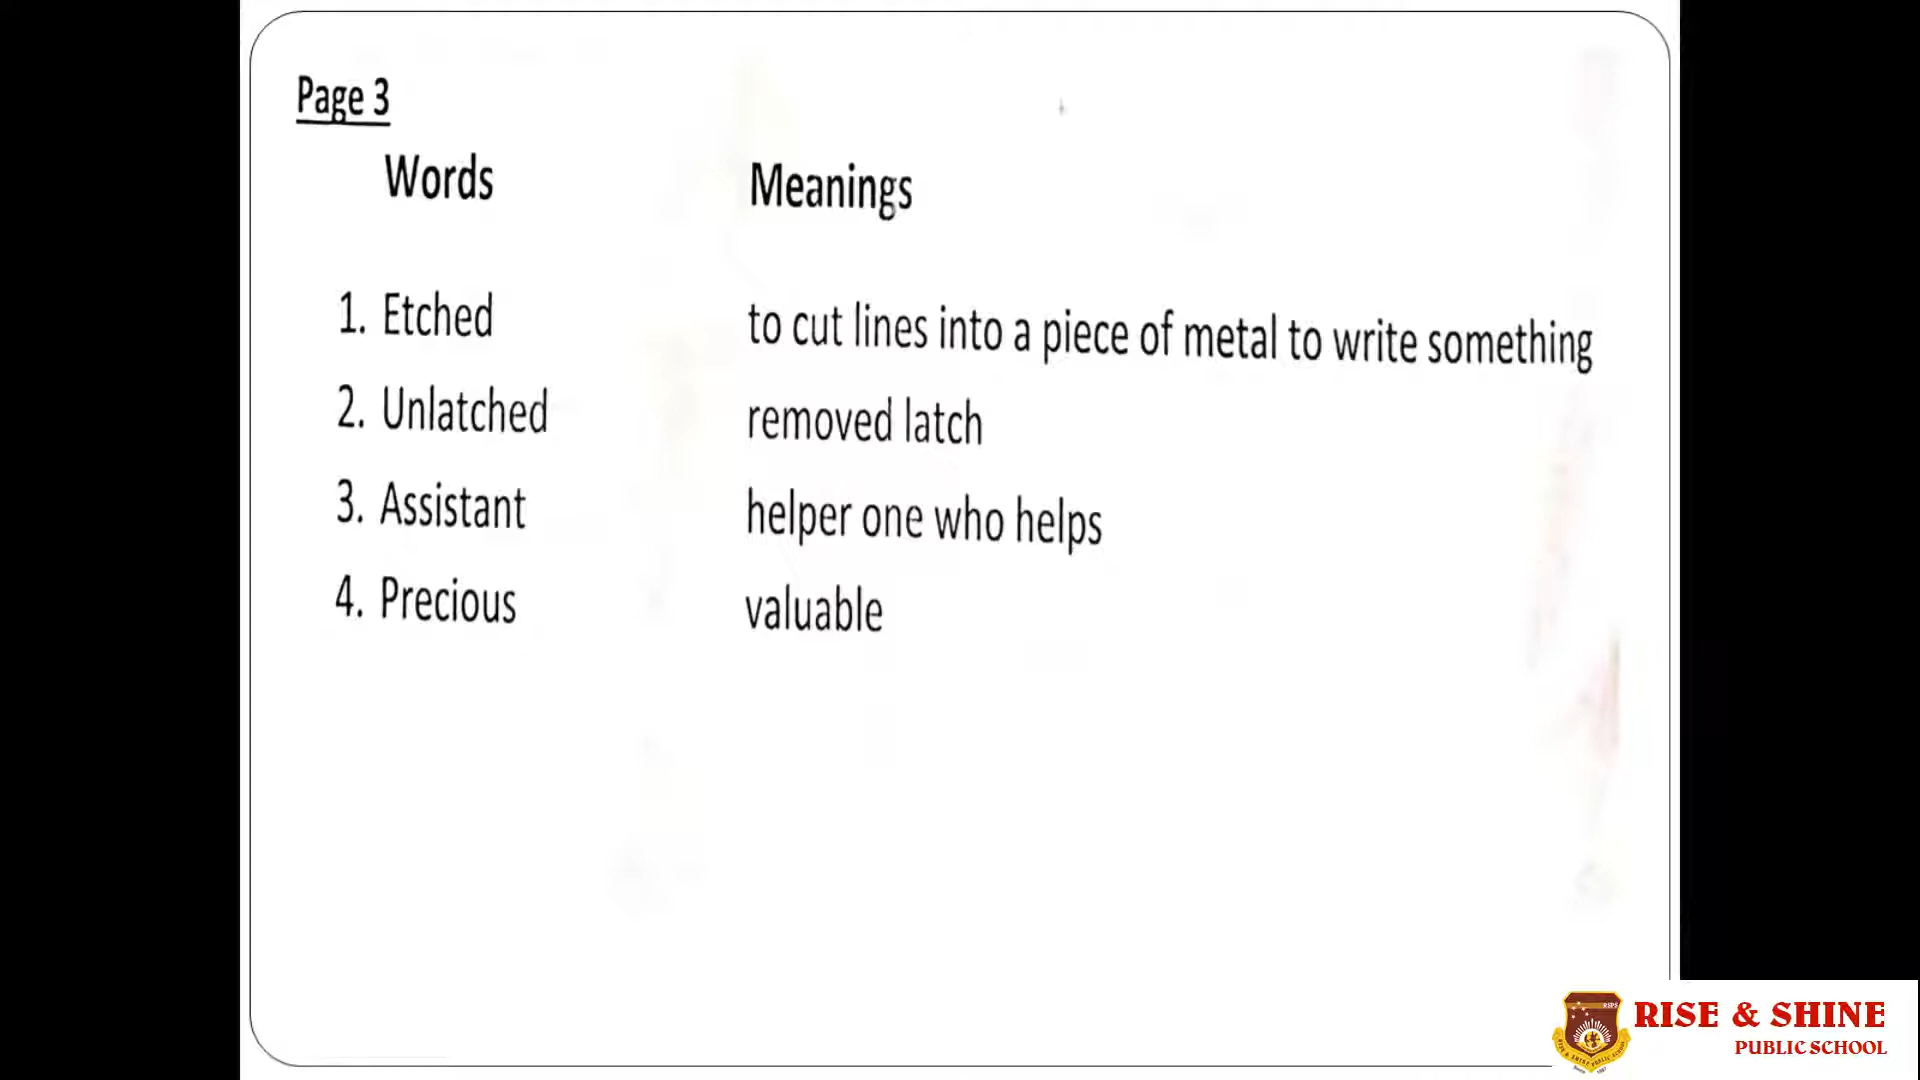 Page 3
Words Meanings
1. Etched to cut lines into a piece of metal to write something
2. Unlatched removed latch
3. Assistant helper one who helps
4. Precious valuable
RSPS
RISE & SHINE
PUBLIC SCHOOL